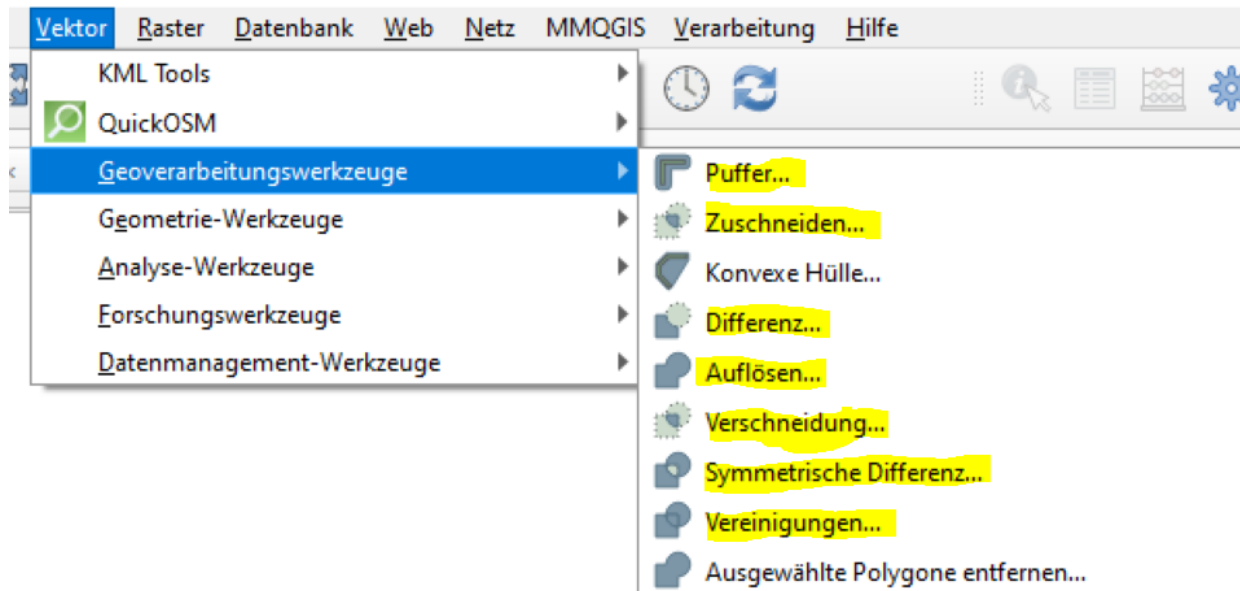 Vektor Raster Datenbank Web Netz MMQGIS Verarbeitung Hilfe
KML Tools
QuickOSM
Geoverarbeitungswerkzeuge
Geometrie-Werkzeuge
Analyse-Werkzeuge
Forschungswerkzeuge
Datenmanagement-Werkzeuge
Puffer...
Zuschneiden...
Konvexe Hülle...
Differenz...
Auflösen...
Verschneidung...
Symmetrische Differenz...
Vereinigungen...
Ausgewählte Polygone entfernen...